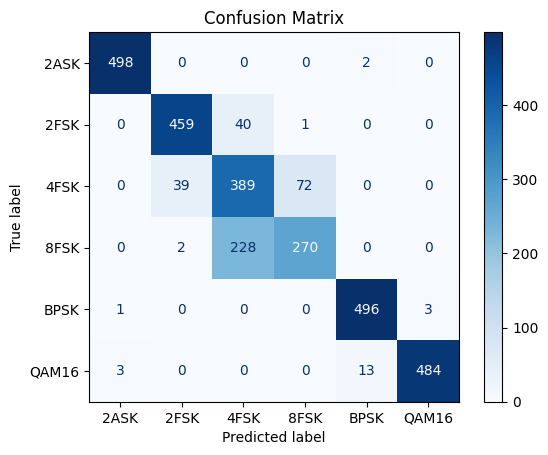 Confusion Matrix
True label
2ASK 498 0 0 0 2 0
2FSK 0 459 40 1 0 0
4FSK 0 39 389 72 0 0
8FSK 0 2 228 270 0 0
BPSK 1 0 0 0 496 3
QAM16 3 0 0 0 13 484
2ASK 2FSK 4FSK 8FSK BPSK QAM16
Predicted label
400
300
200
100
0